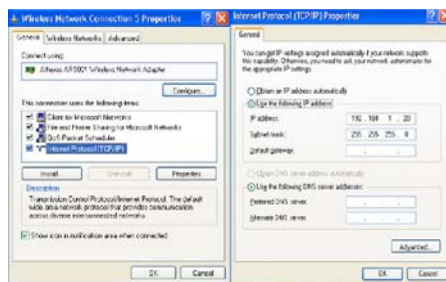 Wireless Network Connection 5 Properties
General Wireless Networks Advanced
Connect using:
Atheros AR5001 Wireless Network Adapter
Configure...
This connection uses the following items:
Client for Microsoft Networks
File and Printer Sharing for Microsoft Networks
QoS Packet Scheduler
Internet Protocol (TCP/IP)
Install...
Uninstall
Properties
Description
Transmission Control Protocol/Internet Protocol. The default
wide area network protocol that provides communication
across diverse interconnected networks.
Show icon in notification area when connected
OK Cancel
Internet Protocol (TCP/IP) Properties
General
You can get IP settings assigned automatically if your network supports
this capability. Otherwise, you need to ask your network administrator for
the appropriate IP settings.
Obtain an IP address automatically
Use the following IP address:
IP address: 192 . 168 . 1 . 20
Subnet mask: 255 . 255 . 255 . 0
Default gateway:
Obtain DNS server address automatically
Use the following DNS server addresses:
Preferred DNS server:
Alternate DNS server:
Advanced...
OK Cancel